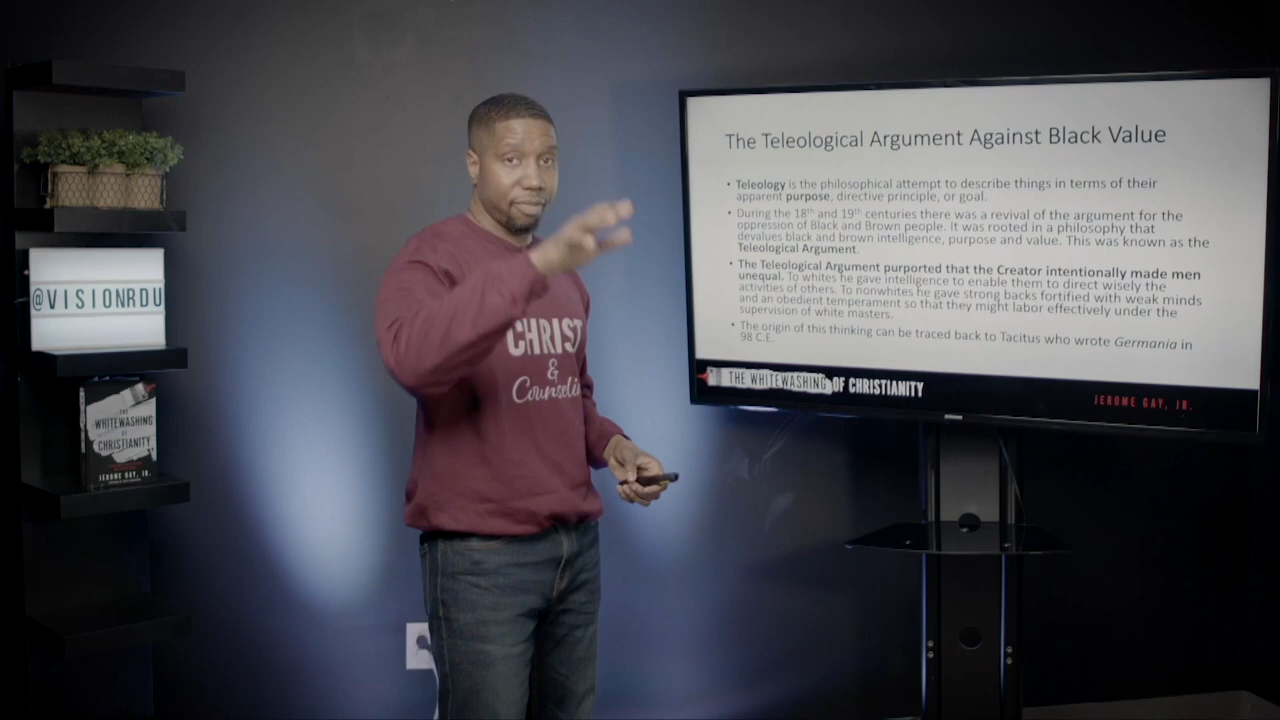 @VISIONRDU
THE
WHITEWASHING
OF
CHRISTIANITY
JEROME GAY, JR.
CHRIST
&
Counselin
The Teleological Argument Against Black Value
• Teleology is the philosophical attempt to describe things in terms of their
apparent purpose, directive principle, or goal.
• During the 18th and 19th centuries there was a revival of the argument for the
oppression of Black and Brown people. It was rooted in a philosophy that
devalues black and brown intelligence, purpose and value. This was known as the
Teleological Argument.
• The Teleological Argument purported that the Creator intentionally made men
unequal. To whites he gave intelligence to enable them to direct wisely the
activities of others. To nonwhites he gave strong backs fortified with weak minds
and an obedient temperament so that they might labor effectively under the
supervision of white masters.
• The origin of this thinking can be traced back to Tacitus who wrote Germania in
98 C.E.
THE WHITEWASHING OF CHRISTIANITY
JEROME GAY, JR.